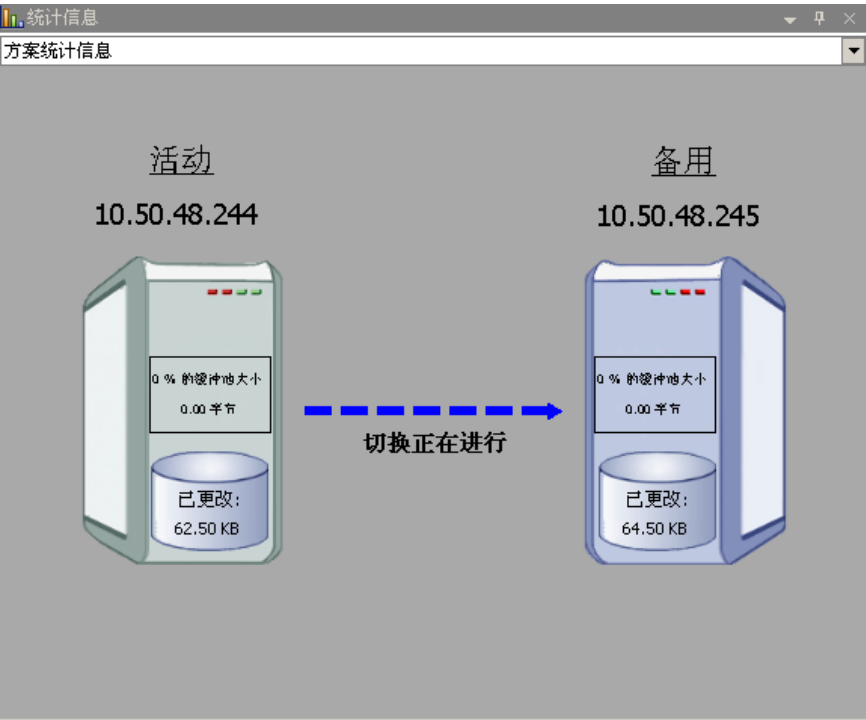 统计信息
方案统计信息
活动
备用
10.50.48.244
10.50.48.245
0 % 的缓冲池大小
0.00 字节
0 % 的缓冲池大小
0.00 字节
切换正在进行
已更改:
62.50 KB
已更改:
64.50 KB